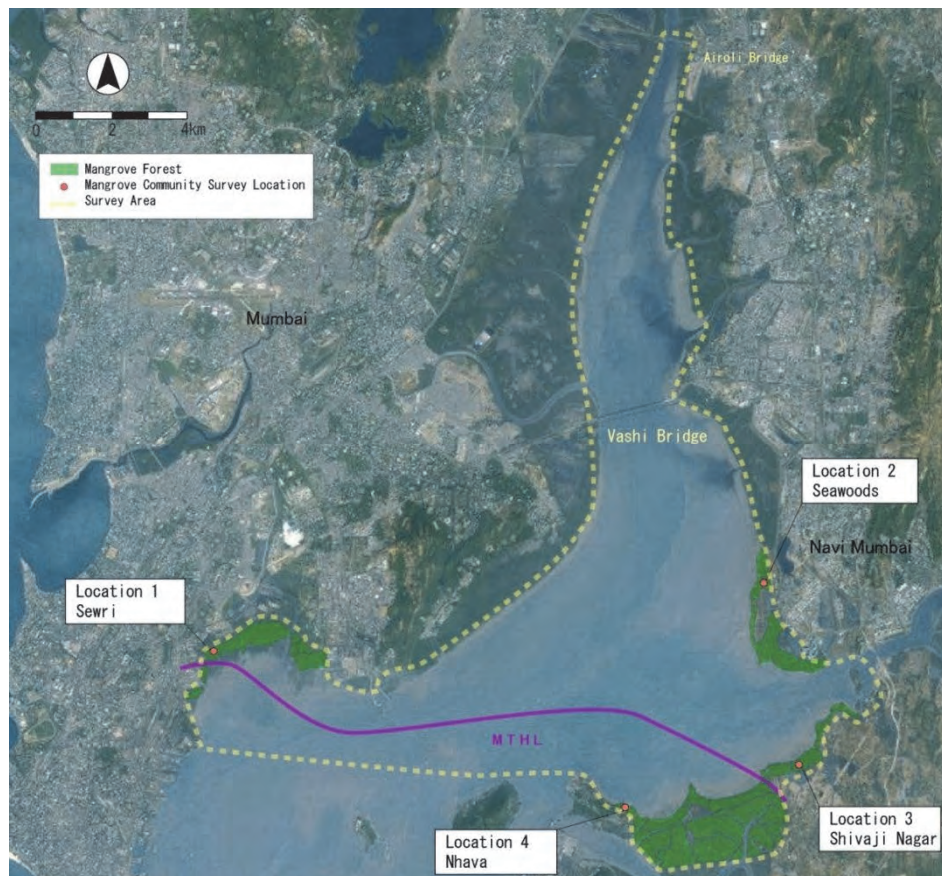 Airoli Bridge
0 2 4km
Mangrove Forest
Mangrove Community Survey Location
Survey Area
Mumbai
Vashi Bridge
Location 2
Seawoods
Navi Mumbai
Location 1
Sewri
MTHL
Location 3
Shivaji Nagar
Location 4
Nhava